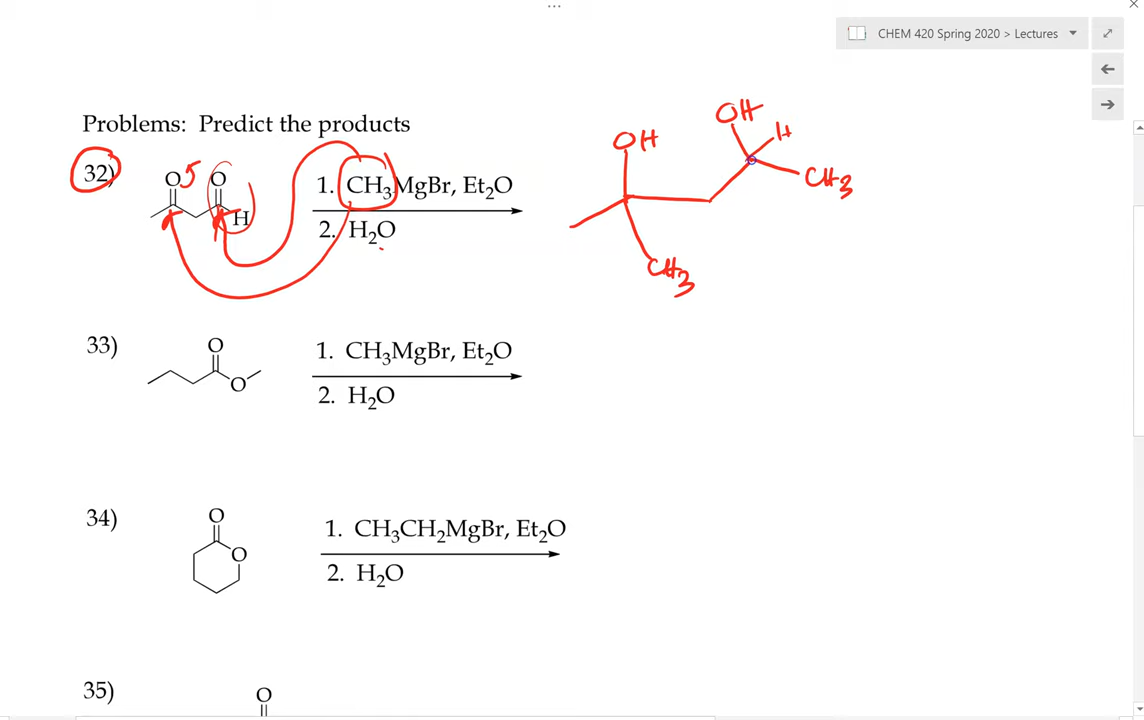 CHEM 420 Spring 2020 > Lectures
Problems: Predict the products
32)
O 5 O
H
1. CH₃MgBr, Et₂O
2. H₂O
OH
OH
H
CH₃
CH₃
33)
O
O
1. CH₃MgBr, Et₂O
2. H₂O
34)
O
O
1. CH₃CH₂MgBr, Et₂O
2. H₂O
35)
O